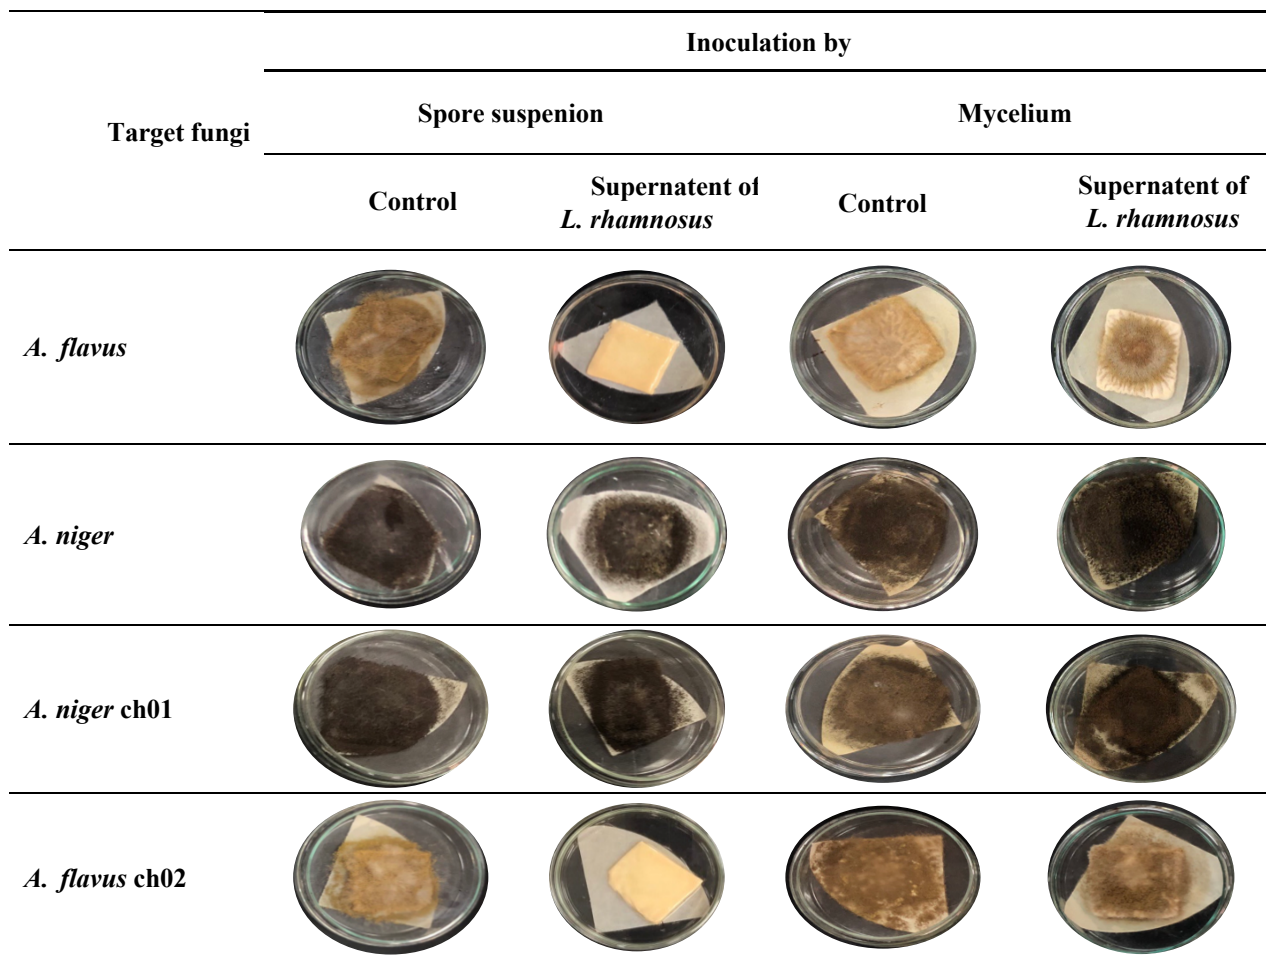 Inoculation by
Target fungi
Spore suspenion
Mycelium
Control
Supernatent of
L. rhamnosus
Control
Supernatent of
L. rhamnosus
A. flavus
A. niger
A. niger ch01
A. flavus ch02